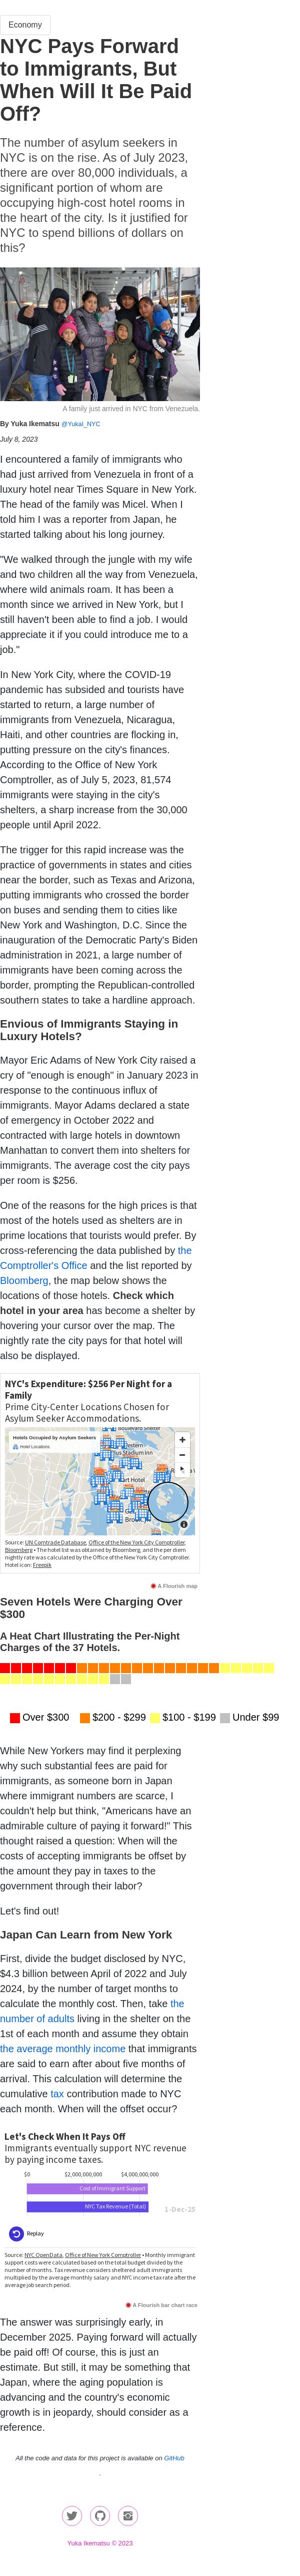 Economy
NYC Pays Forward
to Immigrants, But
When Will It Be Paid
Off?
The number of asylum seekers in
NYC is on the rise. As of July 2023,
there are over 80,000 individuals, a
significant portion of whom are
occupying high-cost hotel rooms in
the heart of the city. Is it justified for
NYC to spend billions of dollars on
this?
A family just arrived in NYC from Venezuela.
By Yuka Ikematsu @YukaI_NYC
July 8, 2023
I encountered a family of immigrants who
had just arrived from Venezuela in front of a
luxury hotel near Times Square in New York.
The head of the family was Micel. When I
told him I was a reporter from Japan, he
started talking about his long journey.
"We walked through the jungle with my wife
and two children all the way from Venezuela,
where wild animals roam. It has been a
month since we arrived in New York, but I
still haven't been able to find a job. I would
appreciate it if you could introduce me to a
job."
In New York City, where the COVID-19
pandemic has subsided and tourists have
started to return, a large number of
immigrants from Venezuela, Nicaragua,
Haiti, and other countries are flocking in,
putting pressure on the city's finances.
According to the Office of New York
Comptroller, as of July 5, 2023, 81,574
immigrants were staying in the city's
shelters, a sharp increase from the 30,000
people until April 2022.
The trigger for this rapid increase was the
practice of governments in states and cities
near the border, such as Texas and Arizona,
putting immigrants who crossed the border
on buses and sending them to cities like
New York and Washington, D.C. Since the
inauguration of the Democratic Party's Biden
administration in 2021, a large number of
immigrants have been coming across the
border, prompting the Republican-controlled
southern states to take a hardline approach.
Envious of Immigrants Staying in
Luxury Hotels?
Mayor Eric Adams of New York City raised a
cry of "enough is enough" in January 2023 in
response to the continuous influx of
immigrants. Mayor Adams declared a state
of emergency in October 2022 and
contracted with large hotels in downtown
Manhattan to convert them into shelters for
immigrants. The average cost the city pays
per room is $256.
One of the reasons for the high prices is that
most of the hotels used as shelters are in
prime locations that tourists would prefer. By
cross-referencing the data published by the
Comptroller's Office and the list reported by
Bloomberg, the map below shows the
locations of those hotels. Check which
hotel in your area has become a shelter by
hovering your cursor over the map. The
nightly rate the city pays for that hotel will
also be displayed.
NYC's Expenditure: $256 Per Night for a
Family
Prime City-Center Locations Chosen for
Asylum Seeker Accommodations.
Hotels Occupied by Asylum Seekers
Hotel Locations
Source: UN Comtrade Database, Office of the New York City Comptroller,
Bloomberg • The hotel list was obtained by Bloomberg, and the per diem
nightly rate was calculated by the Office of the New York City Comptroller.
Hotel icon: Freepik
A Flourish map
Seven Hotels Were Charging Over
$300
A Heat Chart Illustrating the Per-Night
Charges of the 37 Hotels.
Over $300 $200 - $299 $100 - $199 Under $99
While New Yorkers may find it perplexing
why such substantial fees are paid for
immigrants, as someone born in Japan
where immigrant numbers are scarce, I
couldn't help but think, "Americans have an
admirable culture of paying it forward!" This
thought raised a question: When will the
costs of accepting immigrants be offset by
the amount they pay in taxes to the
government through their labor?
Let's find out!
Japan Can Learn from New York
First, divide the budget disclosed by NYC,
$4.3 billion between April of 2022 and July
2024, by the number of target months to
calculate the monthly cost. Then, take the
number of adults living in the shelter on the
1st of each month and assume they obtain
the average monthly income that immigrants
are said to earn after about five months of
arrival. This calculation will determine the
cumulative tax contribution made to NYC
each month. When will the offset occur?
Let's Check When It Pays Off
Immigrants eventually support NYC revenue
by paying income taxes.
$0 $2,000,000,000 $4,000,000,000
Cost of Immigrant Support
NYC Tax Revenue (Total)
1-Dec-25
Replay
Source: NYC OpenData, Office of New York Comptroller • Monthly immigrant
support costs were calculated based on the total budget divided by the
number of months. Tax revenue considers sheltered adult immigrants
multiplied by the average monthly salary and NYC income tax rate after the
average job search period.
A Flourish bar chart race
The answer was surprisingly early, in
December 2025. Paying forward will actually
be paid off! Of course, this is just an
estimate. But still, it may be something that
Japan, where the aging population is
advancing and the country's economic
growth is in jeopardy, should consider as a
reference.
All the code and data for this project is available on GitHub
.
Yuka Ikematsu © 2023